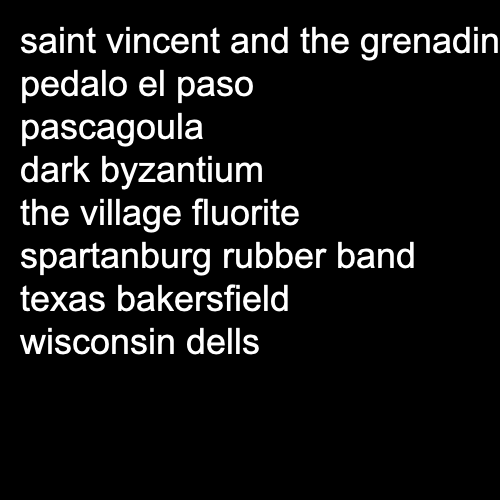 saint vincent and the grenadin
pedalo el paso
pascagoula
dark byzantium
the village fluorite
spartanburg rubber band
texas bakersfield
wisconsin dells